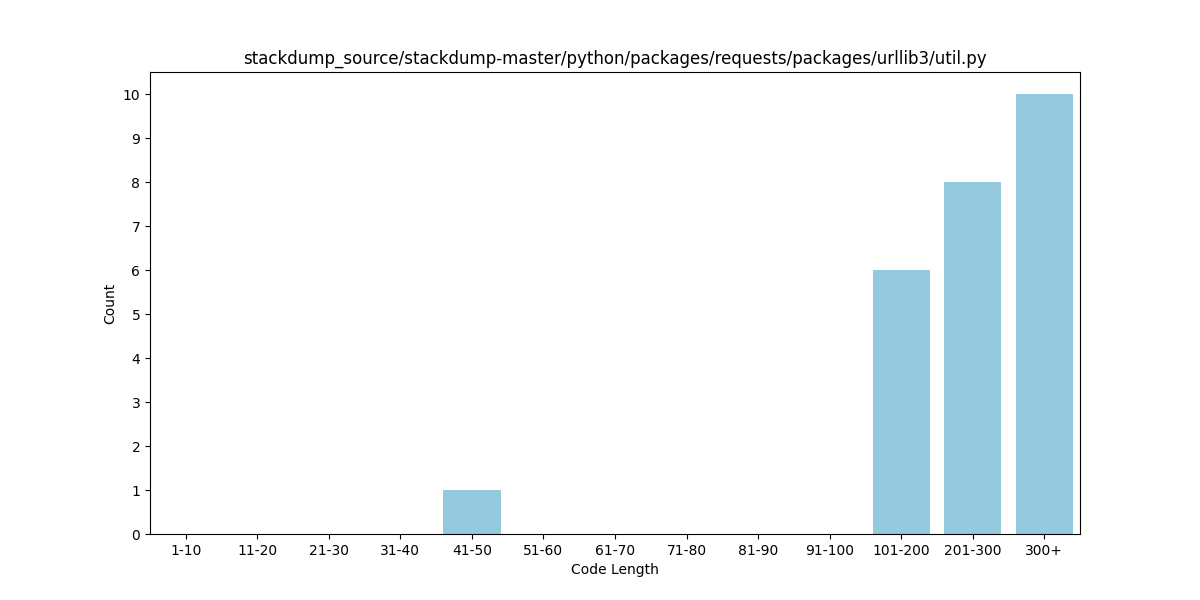 stackdump_source/stackdump-master/python/packages/requests/packages/urllib3/util.py
10
9
8
7
6
5
4
3
2
1
0
Count
1-10 11-20 21-30 31-40 41-50 51-60 61-70 71-80 81-90 91-100 101-200 201-300 300+
Code Length